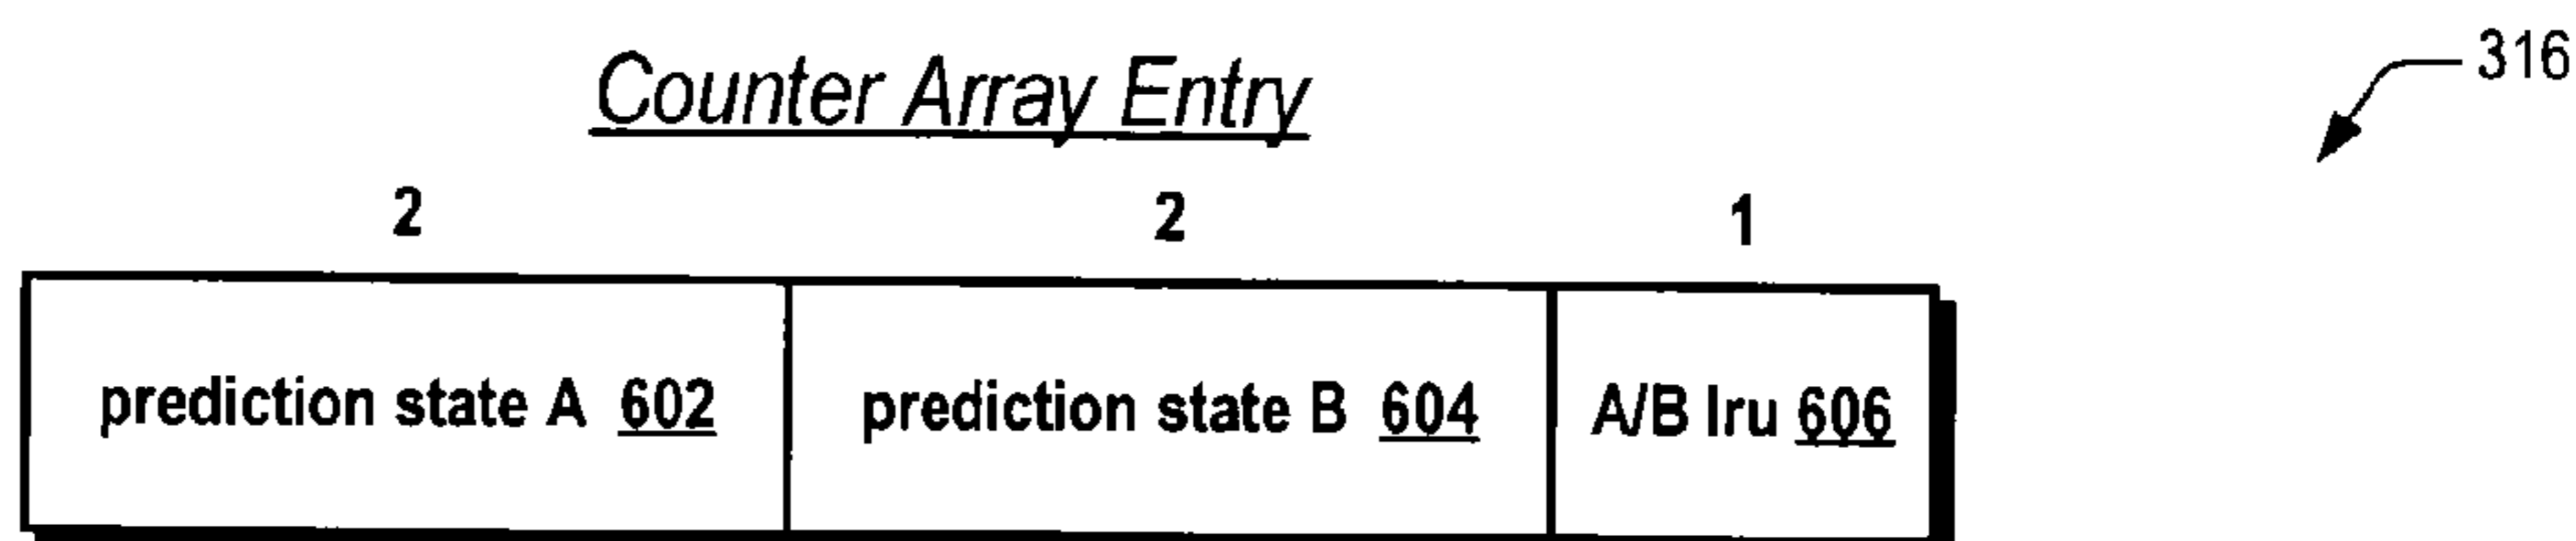 Counter Array Entry
316
2 2 1
prediction state A 602 prediction state B 604 A/B lru 606